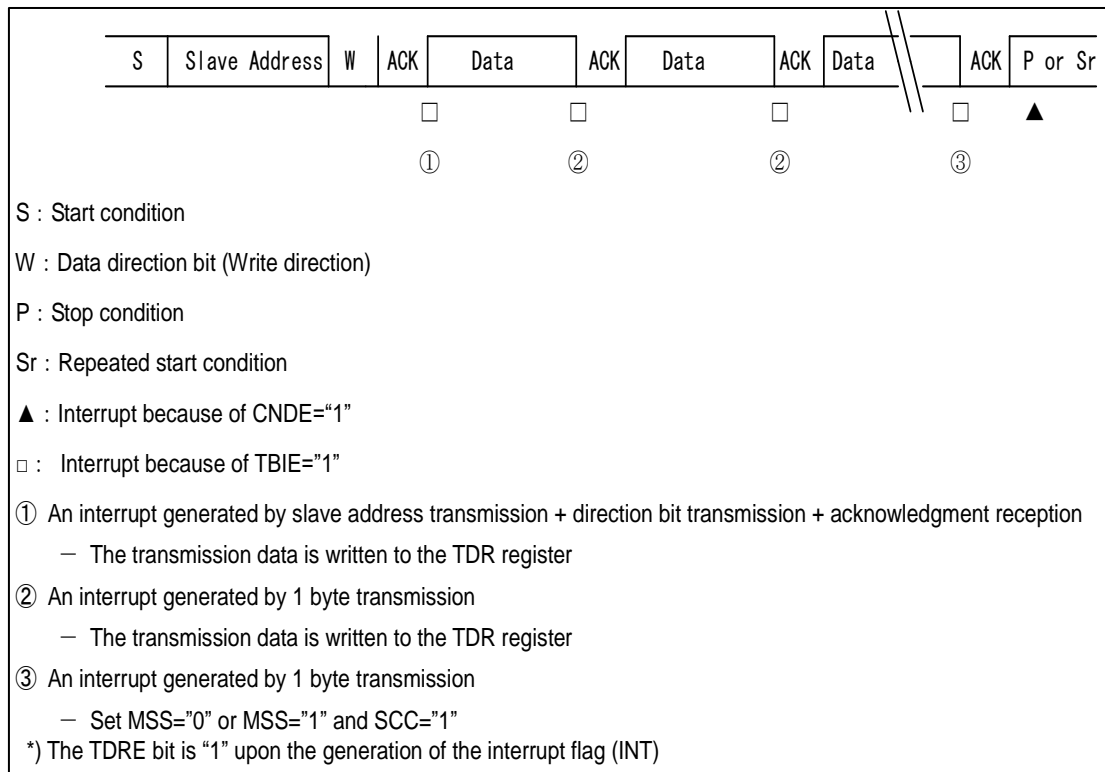 S Slave Address W ACK Data ACK Data ACK Data ACK P or Sr
□ □ □ □ ▲
① ② ② ③
S : Start condition
W : Data direction bit (Write direction)
P : Stop condition
Sr : Repeated start condition
▲ : Interrupt because of CNDE=“1”
□ : Interrupt because of TBIE=”1”
① An interrupt generated by slave address transmission + direction bit transmission + acknowledgment reception
－ The transmission data is written to the TDR register
② An interrupt generated by 1 byte transmission
－ The transmission data is written to the TDR register
③ An interrupt generated by 1 byte transmission
－ Set MSS=”0” or MSS=”1” and SCC=”1”
*) The TDRE bit is “1” upon the generation of the interrupt flag (INT)